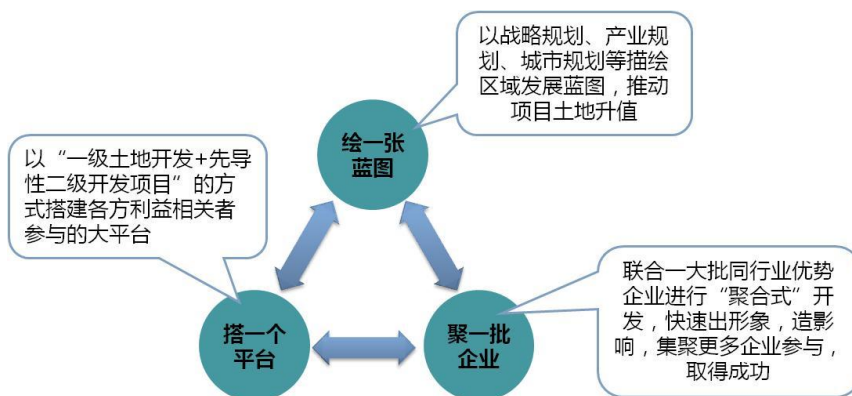 以战略规划、产业规
划、城市规划等描绘
区域发展蓝图，推动
项目土地升值
绘一张
蓝图
以“一级土地开发+先导
性二级开发项目”的方
式搭建各方利益相关者
参与的大平台
搭一个
平台
聚一批
企业
联合一大批同行业优势
企业进行“聚合式”开
发，快速出形象，造影
响，集聚更多企业参与，
取得成功